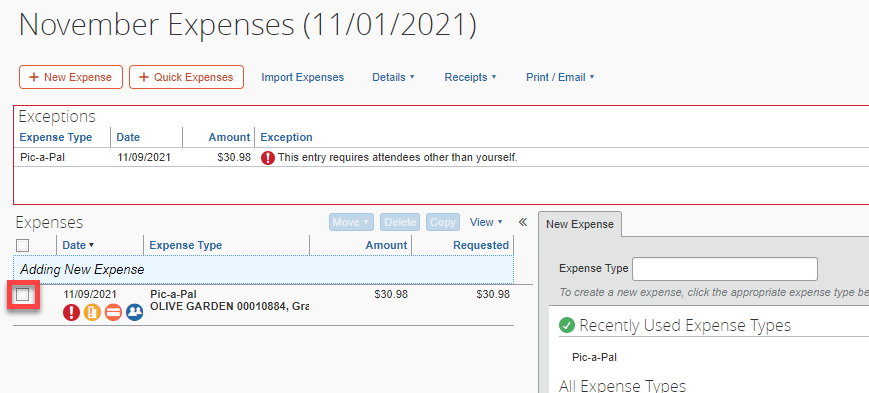 November Expenses (11/01/2021)
+ New Expense + Quick Expenses Import Expenses Details Receipts Print / Email
Exceptions
Expense Type Date Amount Exception
Pic-a-Pal 11/09/2021 $30.98 This entry requires attendees other than yourself.
Expenses Move Delete Copy View «
New Expense
Date Expense Type Amount Requested
Adding New Expense
Expense Type
11/09/2021 Pic-a-Pal $30.98 $30.98
OLIVE GARDEN 00010884, Gra
To create a new expense, click the appropriate expense type be
Recently Used Expense Types
Pic-a-Pal
All Expense Types